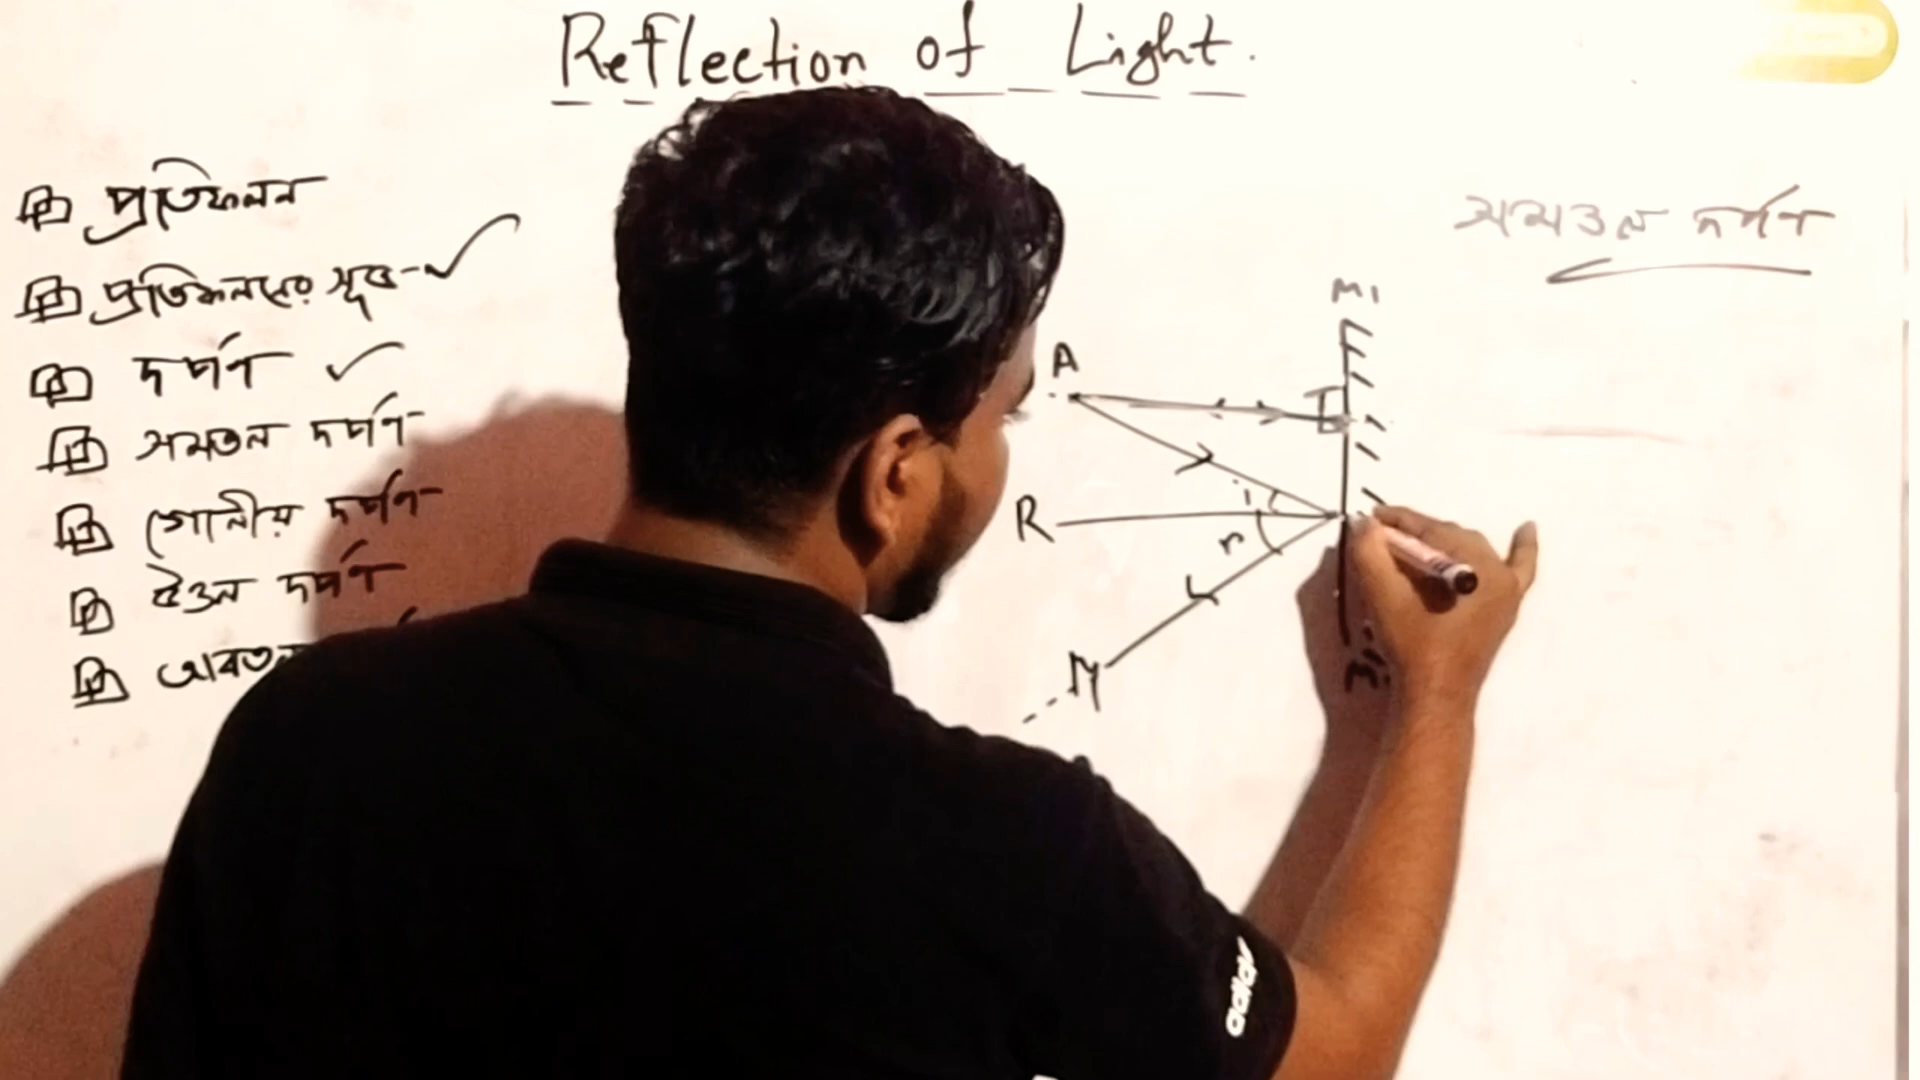 Reflection of Light.
প্রতিফলন
প্রতিফলনের সূত্র
দর্পণ
সমতল দর্পণ
গোলীয় দর্পণ
উত্তল দর্পণ
সমতল দর্পণ
M1
A
i
R
r
adidas